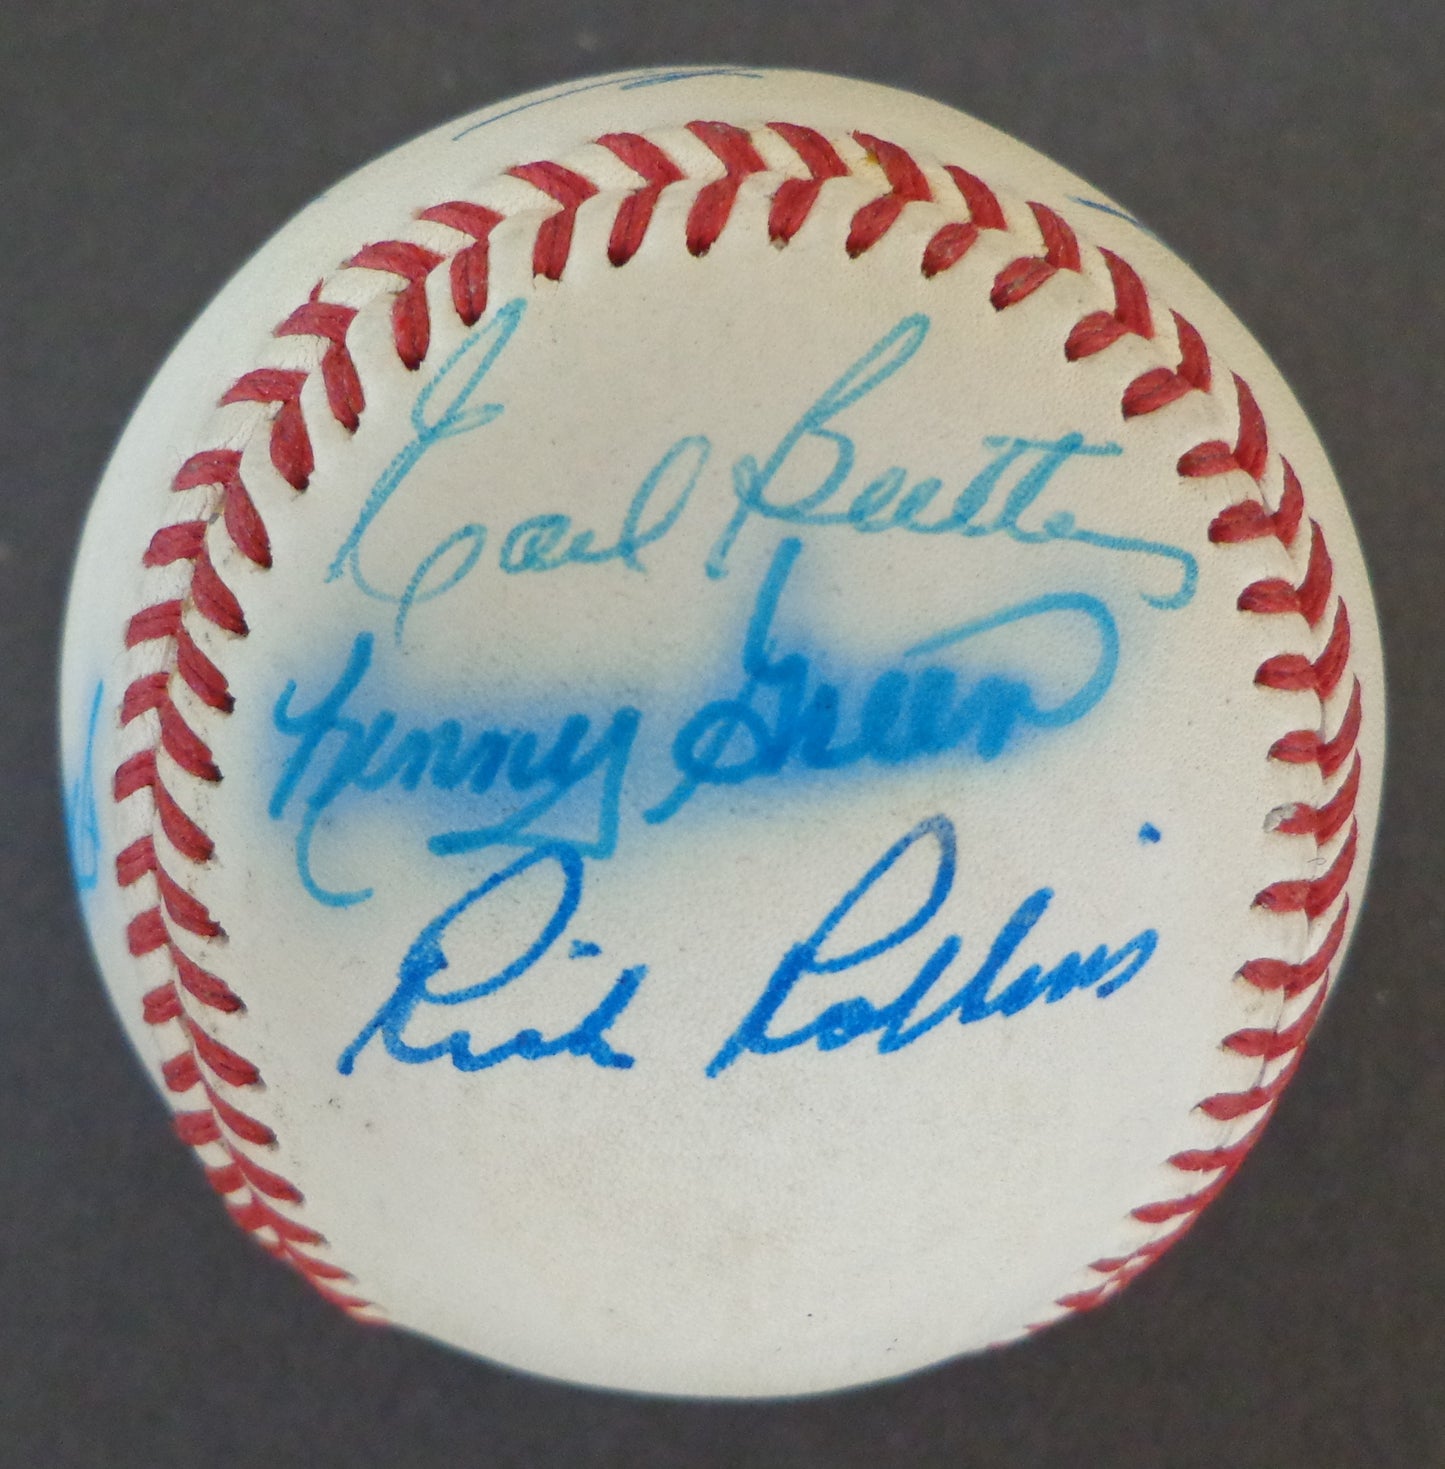 Earl Battey
Lenny Green
Rich Rollins